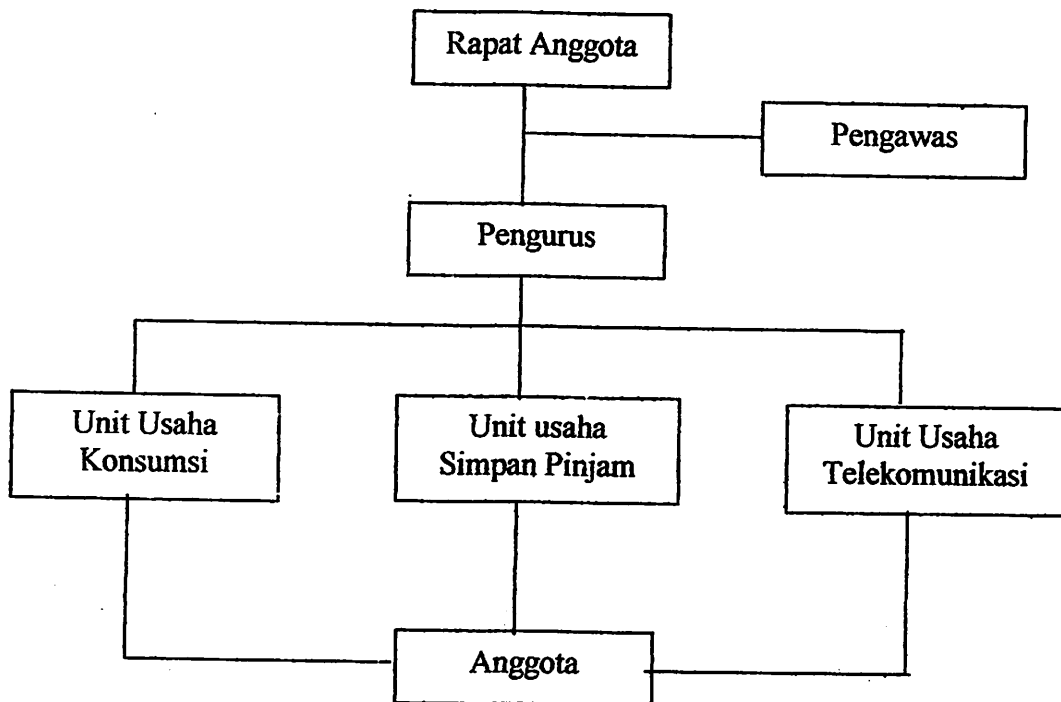 Rapat Anggota
Pengawas
Pengurus
Unit Usaha
Konsumsi
Unit usaha
Simpan Pinjam
Unit Usaha
Telekomunikasi
Anggota